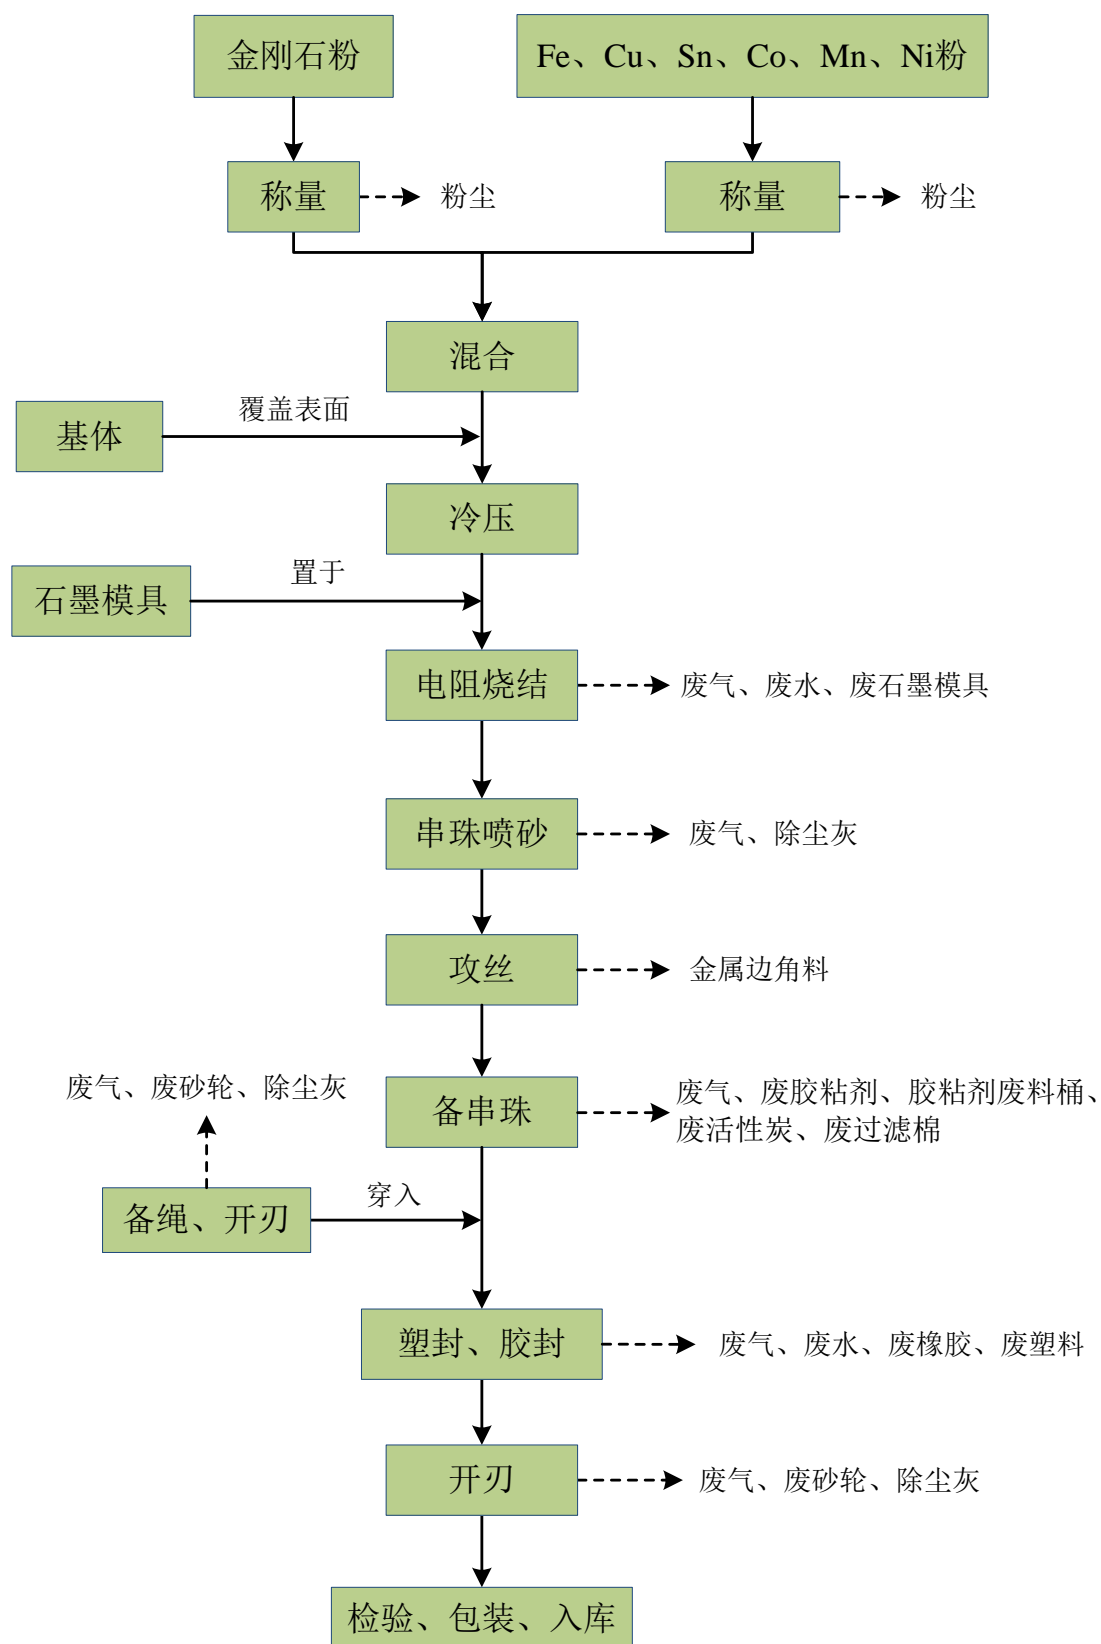 金刚石粉
Fe、Cu、Sn、Co、Mn、Ni粉
称量
粉尘
称量
粉尘
混合
覆盖表面
基体
冷压
置于
石墨模具
电阻烧结
废气、废水、废石墨模具
串珠喷砂
废气、除尘灰
攻丝
金属边角料
废气、废砂轮、除尘灰
备串珠
废气、废胶粘剂、胶粘剂废料桶、
废活性炭、废过滤棉
备绳、开刃
穿入
塑封、胶封
废气、废水、废橡胶、废塑料
开刃
废气、废砂轮、除尘灰
检验、包装、入库